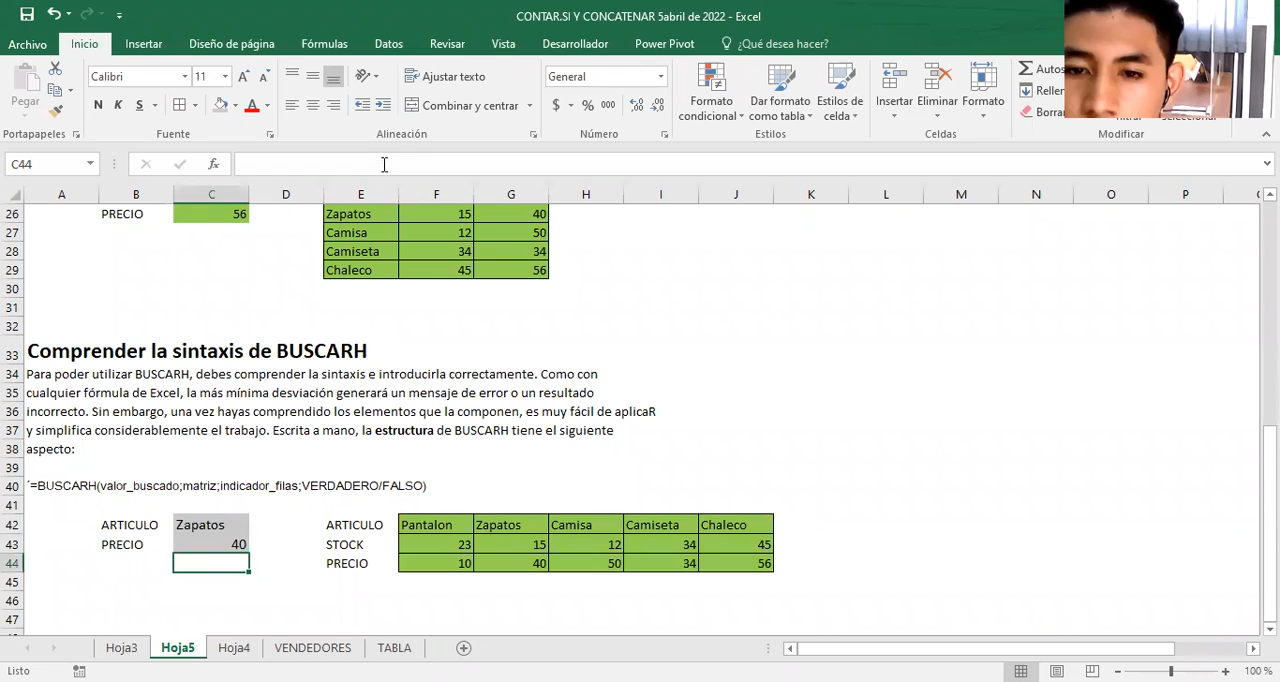 CONTAR.SI Y CONCATENAR 5abril de 2022 - Excel
Archivo Inicio Insertar Diseño de página Fórmulas Datos Revisar Vista Desarrollador Power Pivot ¿Qué desea hacer?
Calibri 11 Ajustar texto General
Pegar N K S Combinar y centrar $ % 000 Formato condicional Dar formato como tabla Estilos de celda Insertar Eliminar Formato
Portapapeles Fuente Alineación Número Estilos Celdas Modificar
C44 fx
A B C D E F G H I J K L M N O P
26 PRECIO 56 Zapatos 15 40
27 Camisa 12 50
28 Camiseta 34 34
29 Chaleco 45 56
30
31
32
33 Comprender la sintaxis de BUSCARH
34 Para poder utilizar BUSCARH, debes comprender la sintaxis e introducirla correctamente. Como con
35 cualquier fórmula de Excel, la más mínima desviación generará un mensaje de error o un resultado
36 incorrecto. Sin embargo, una vez hayas comprendido los elementos que la componen, es muy fácil de aplicaR
37 y simplifica considerablemente el trabajo. Escrita a mano, la estructura de BUSCARH tiene el siguiente
38 aspecto:
39
40 ´=BUSCARH(valor_buscado;matriz;indicador_filas;VERDADERO/FALSO)
41
42 ARTICULO Zapatos ARTICULO Pantalon Zapatos Camisa Camiseta Chaleco
43 PRECIO 40 STOCK 23 15 12 34 45
44 PRECIO 10 40 50 34 56
45
46
47
Hoja3 Hoja5 Hoja4 VENDEDORES TABLA
Listo 100 %